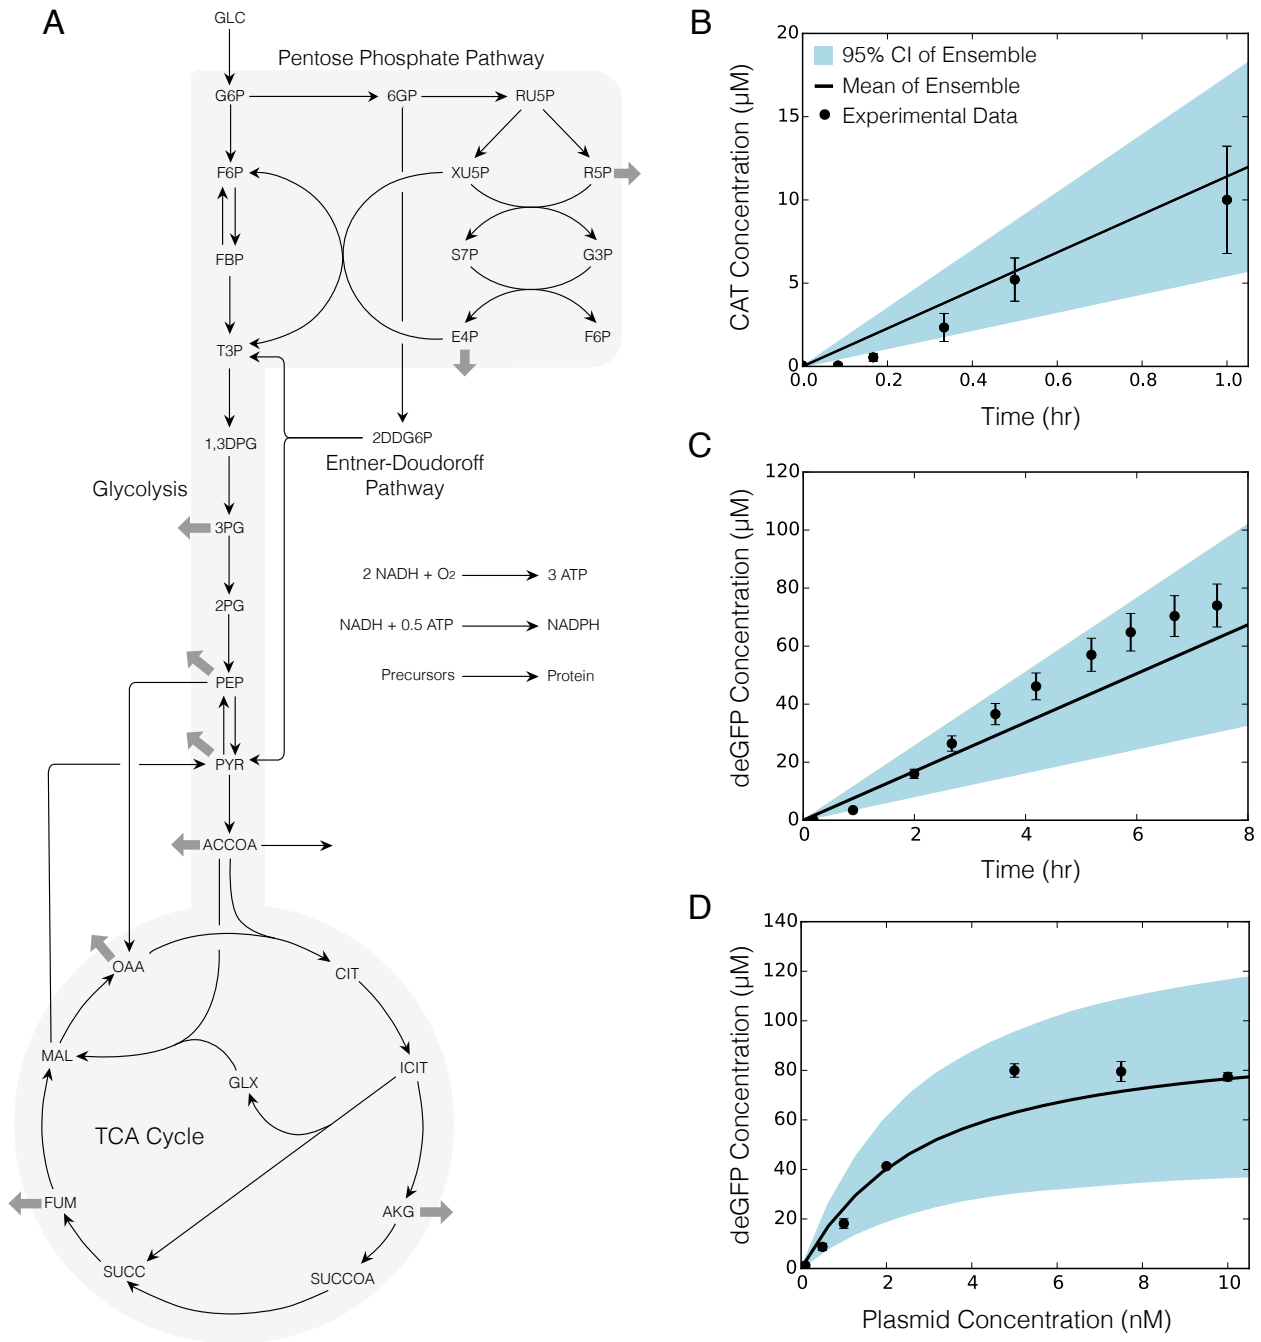 A
GLC
Pentose Phosphate Pathway
G6P
6GP
RU5P
F6P
XU5P
R5P
FBP
S7P
G3P
T3P
E4P
F6P
1,3DPG
2DDG6P
Entner-Doudoroff
Pathway
Glycolysis
3PG
2 NADH + O₂
3 ATP
2PG
NADH + 0.5 ATP
NADPH
Precursors
Protein
PEP
PYR
ACCOA
OAA
CIT
MAL
ICIT
GLX
TCA Cycle
FUM
AKG
SUCC
SUCCOA
B
CAT Concentration (μM)
20
15
10
5
0
95% CI of Ensemble
Mean of Ensemble
Experimental Data
0.0
0.2
0.4
0.6
0.8
1.0
Time (hr)
C
deGFP Concentration (μM)
120
100
80
60
40
20
0
0
2
4
6
8
Time (hr)
D
deGFP Concentration (μM)
140
120
100
80
60
40
20
0
0
2
4
6
8
10
Plasmid Concentration (nM)